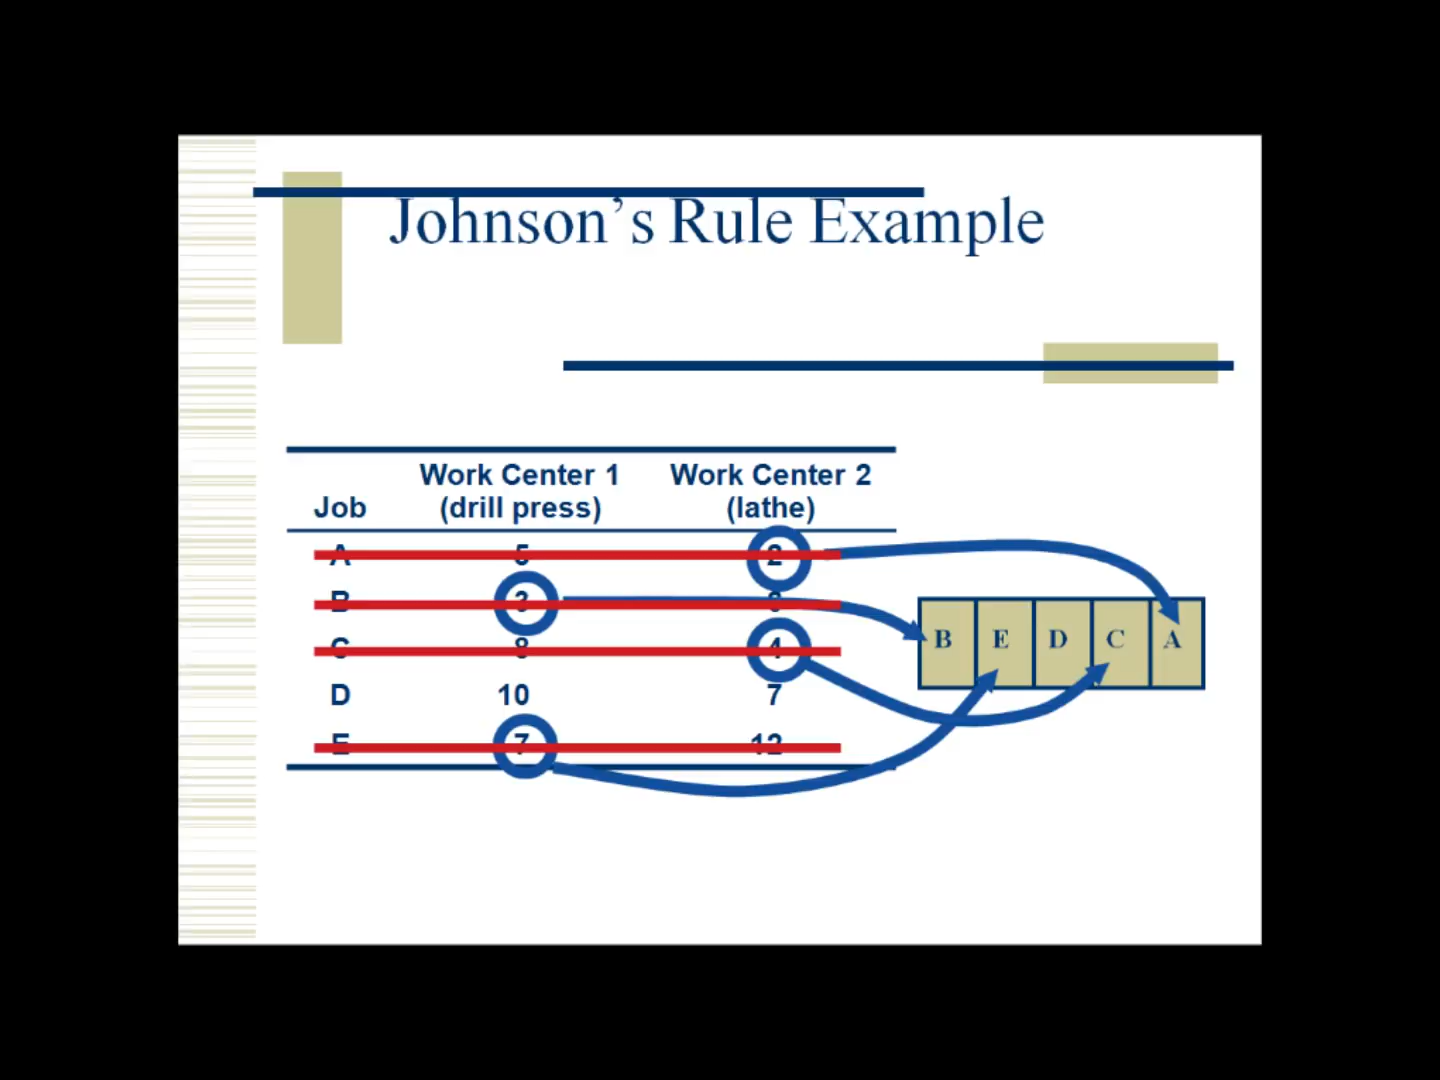 Johnson's Rule Example
Job Work Center 1 (drill press) Work Center 2 (lathe)
A 5 2
B 3
C 8 4
D 10 7
E 7 12
B E D C A